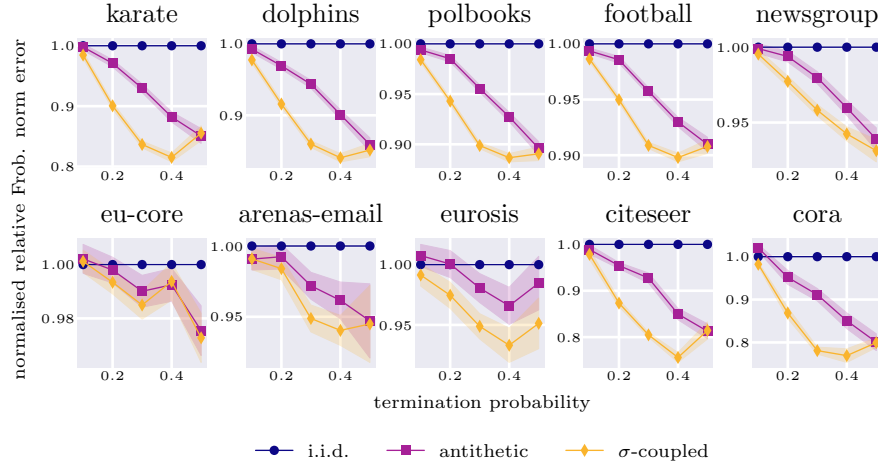 karate dolphins polbooks football newsgroup
1.0 1.0 1.00 1.00 1.00
0.9 0.9 0.95 0.95 0.95
0.8 0.90 0.90
0.2 0.4 0.2 0.4 0.2 0.4 0.2 0.4 0.2 0.4
normalised relative Frob. norm error
eu-core arenas-email eurosis citeseer cora
1.00 1.00 1.00 1.0 1.0
0.98 0.95 0.95 0.9 0.9
0.8 0.8
0.2 0.4 0.2 0.4 0.2 0.4 0.2 0.4 0.2 0.4
termination probability
i.i.d. antithetic σ-coupled